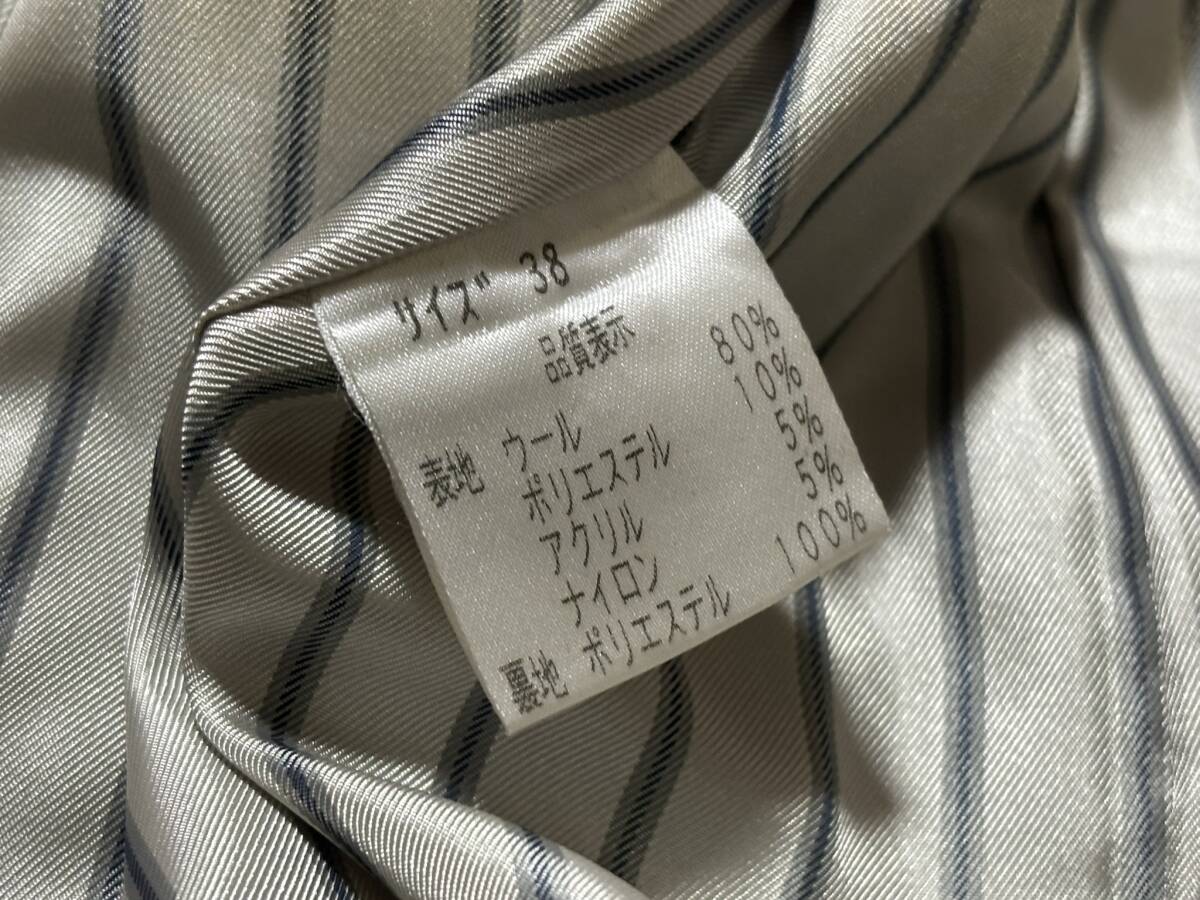 サイズ 38
品質表示
表地 ウール 80%
ポリエステル 10%
アクリル 5%
ナイロン 5%
裏地 ポリエステル 100%